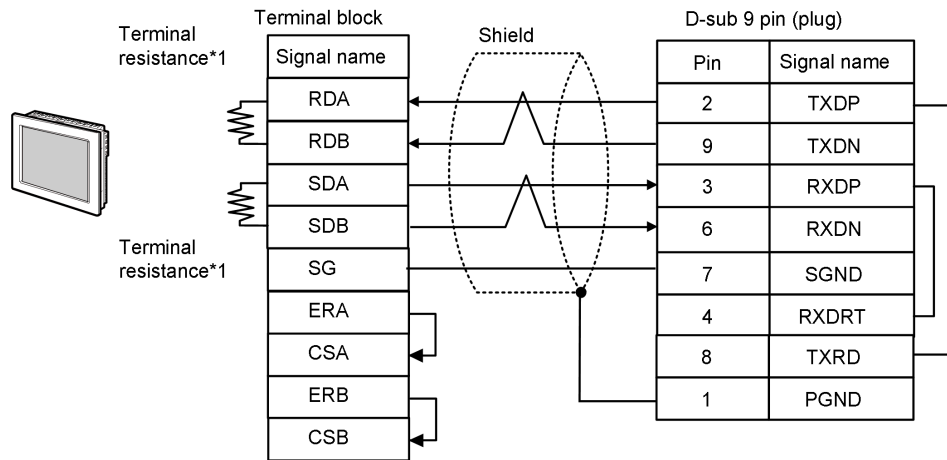 Terminal block
D-sub 9 pin (plug)
Terminal
resistance*1
Shield
Signal name
Pin Signal name
RDA 2 TXDP
RDB 9 TXDN
SDA 3 RXDP
SDB 6 RXDN
Terminal
resistance*1
SG 7 SGND
ERA 4 RXDRT
CSA 8 TXRD
ERB 1 PGND
CSB